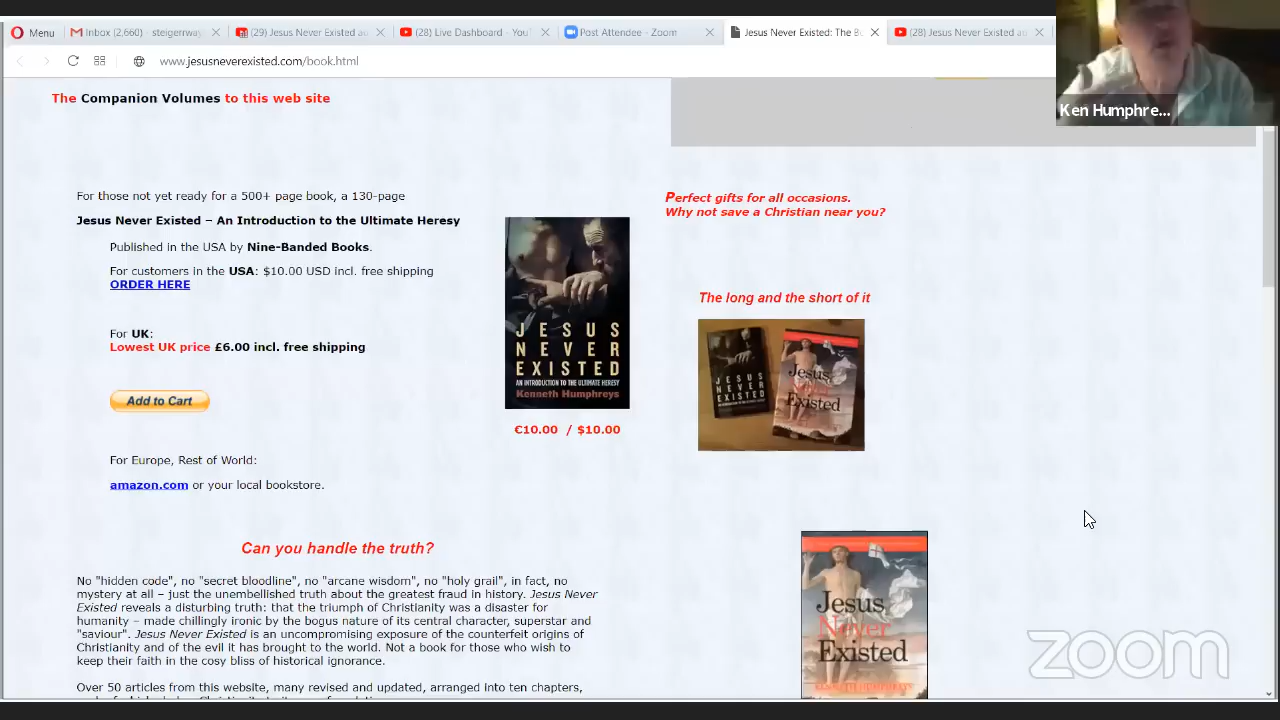 Menu
Inbox (2,660) - steigerrway
(29) Jesus Never Existed au
(28) Live Dashboard - You
Post Attendee - Zoom
Jesus Never Existed: The B
(28) Jesus Never Existed au
www.jesusneverexisted.com/book.html
Ken Humphre...
The Companion Volumes to this web site
For those not yet ready for a 500+ page book, a 130-page
Jesus Never Existed – An Introduction to the Ultimate Heresy
Published in the USA by Nine-Banded Books.
For customers in the USA: $10.00 USD incl. free shipping
ORDER HERE
For UK:
Lowest UK price £6.00 incl. free shipping
Add to Cart
For Europe, Rest of World:
amazon.com or your local bookstore.
JESUS
NEVER
EXISTED
AN INTRODUCTION TO THE ULTIMATE HERESY
Kenneth Humphreys
€10.00 / $10.00
Perfect gifts for all occasions.
Why not save a Christian near you?
The long and the short of it
JESUS
NEVER
EXISTED
Jesus
Never
Existed
Can you handle the truth?
No "hidden code", no "secret bloodline", no "arcane wisdom", no "holy grail", in fact, no
mystery at all – just the unembellished truth about the greatest fraud in history. Jesus Never
Existed reveals a disturbing truth: that the triumph of Christianity was a disaster for
humanity – made chillingly ironic by the bogus nature of its central character, superstar and
"saviour". Jesus Never Existed is an uncompromising exposure of the counterfeit origins of
Christianity and of the evil it has brought to the world. Not a book for those who wish to
keep their faith in the cosy bliss of historical ignorance.
Over 50 articles from this website, many revised and updated, arranged into ten chapters,
Jesus
Never
Existed
KENNETH HUMPHREYS
zoom